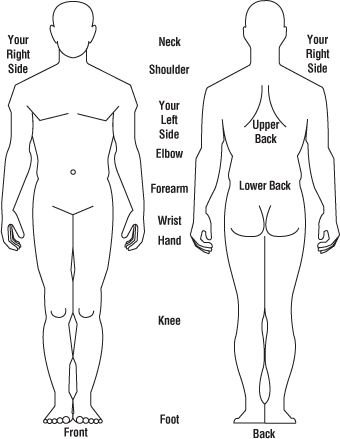 Your
Right
Side
Neck
Your
Right
Side
Shoulder
Your
Left
Side
Upper
Back
Elbow
Forearm
Lower Back
Wrist
Hand
Knee
Foot
Front
Back